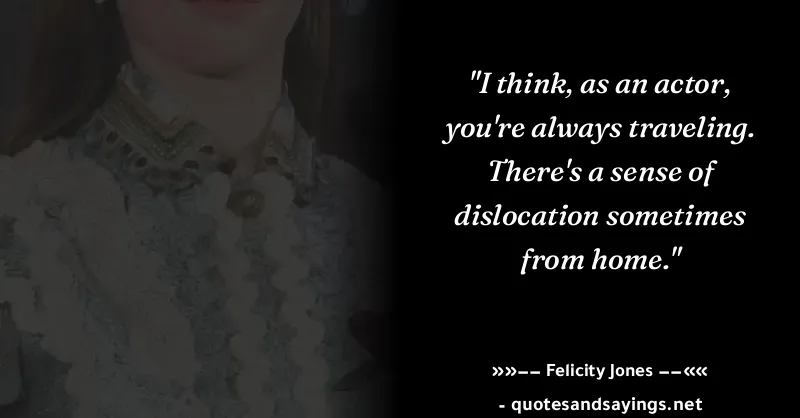 "I think, as an actor,
you're always traveling.
There's a sense of
dislocation sometimes
from home."
»»−− Felicity Jones −−««
- quotesandsayings.net